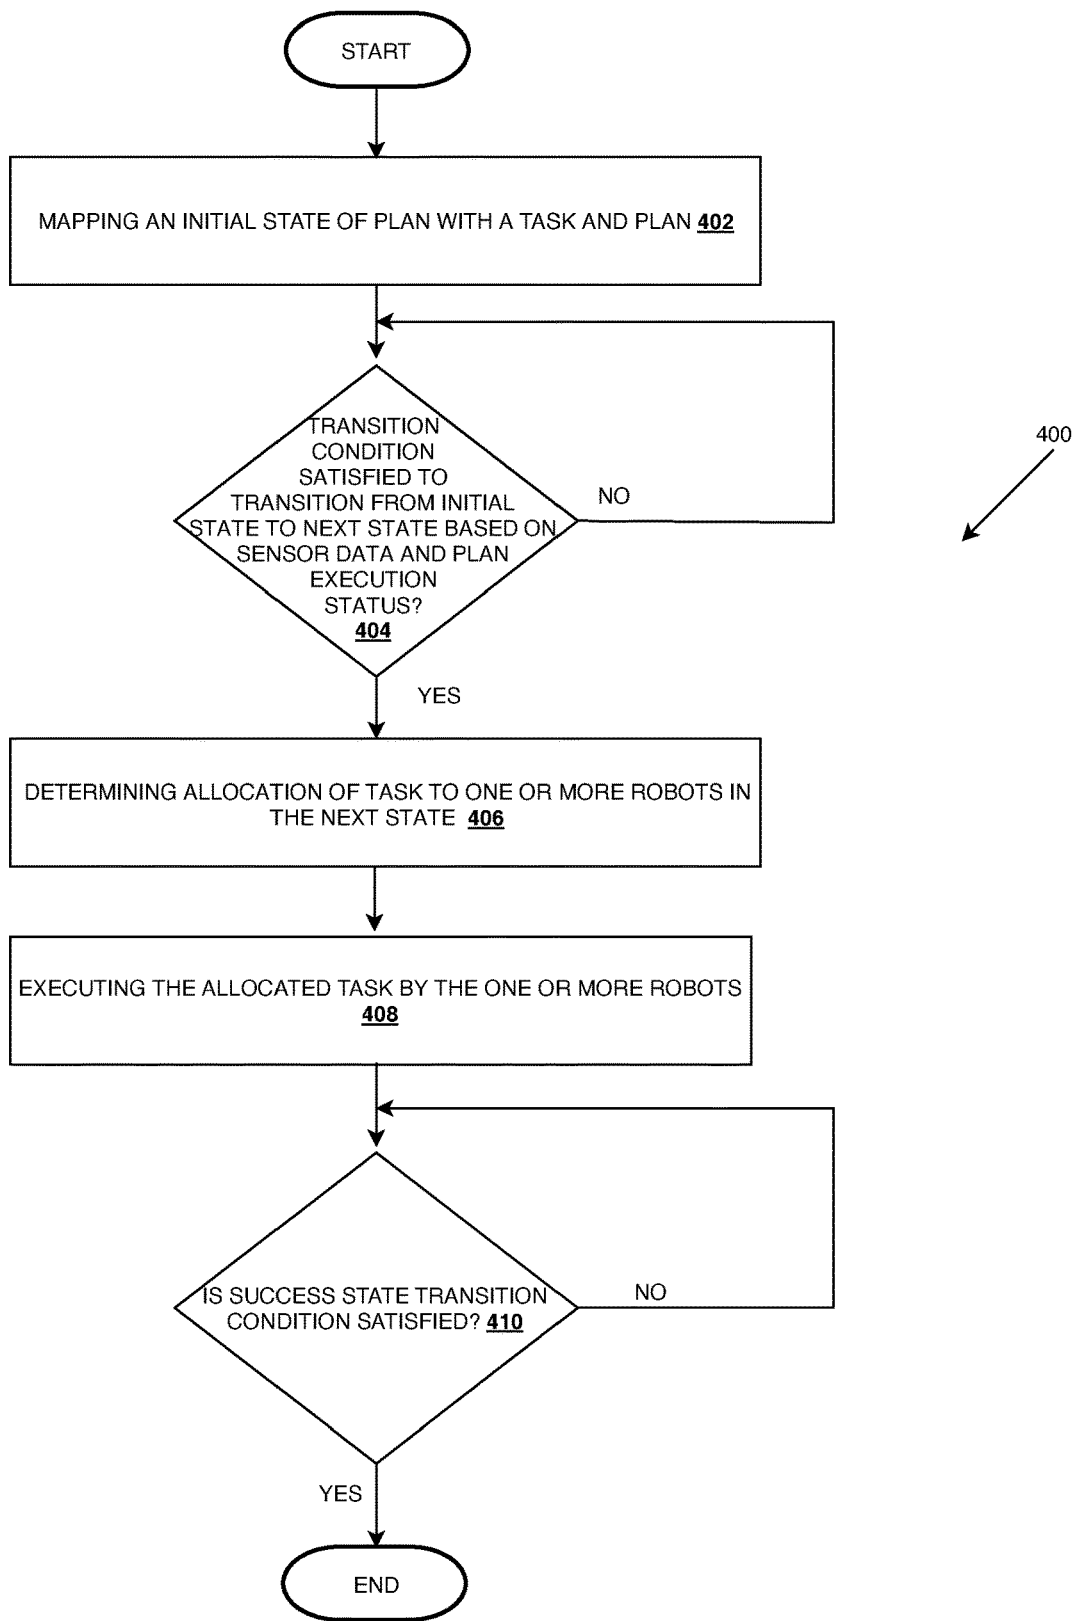 START
MAPPING AN INITIAL STATE OF PLAN WITH A TASK AND PLAN 402
TRANSITION
CONDITION
SATISFIED TO
TRANSITION FROM INITIAL
STATE TO NEXT STATE BASED ON
SENSOR DATA AND PLAN
EXECUTION
STATUS?
404
NO
400
YES
DETERMINING ALLOCATION OF TASK TO ONE OR MORE ROBOTS IN
THE NEXT STATE 406
EXECUTING THE ALLOCATED TASK BY THE ONE OR MORE ROBOTS
408
IS SUCCESS STATE TRANSITION
CONDITION SATISFIED? 410
NO
YES
END